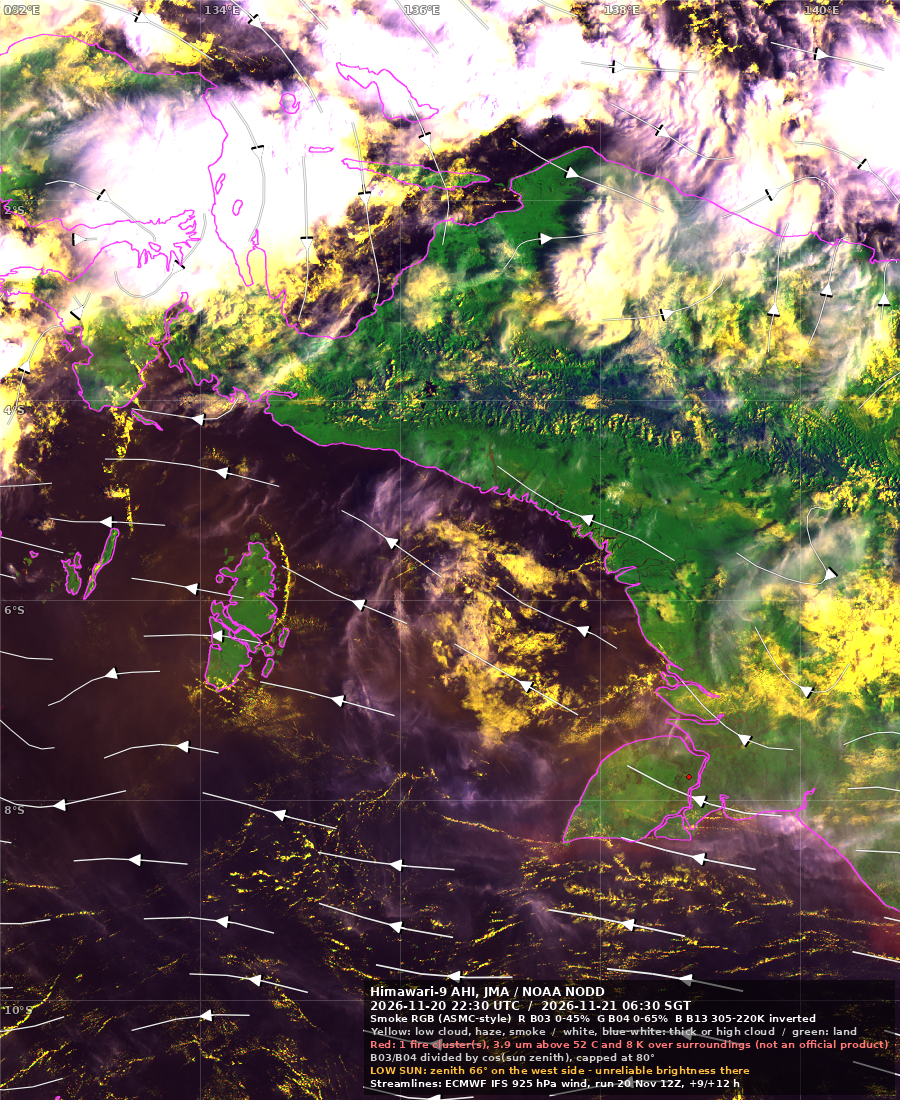 032°E 134°E 136°E 138°E 140°E
2°S
4°S
6°S
8°S
10°S
Himawari-9 AHI, JMA / NOAA NODD
2026-11-20 22:30 UTC / 2026-11-21 06:30 SGT
Smoke RGB (ASMC-style) R B03 0-45% G B04 0-65% B B13 305-220K inverted
Yellow: low cloud, haze, smoke / white, blue-white: thick or high cloud / green: land
Red: 1 fire cluster(s), 3.9 um above 52 C and 8 K over surroundings (not an official product)
B03/B04 divided by cos(sun zenith), capped at 80°
LOW SUN: zenith 66° on the west side - unreliable brightness there
Streamlines: ECMWF IFS 925 hPa wind, run 20 Nov 12Z, +9/+12 h